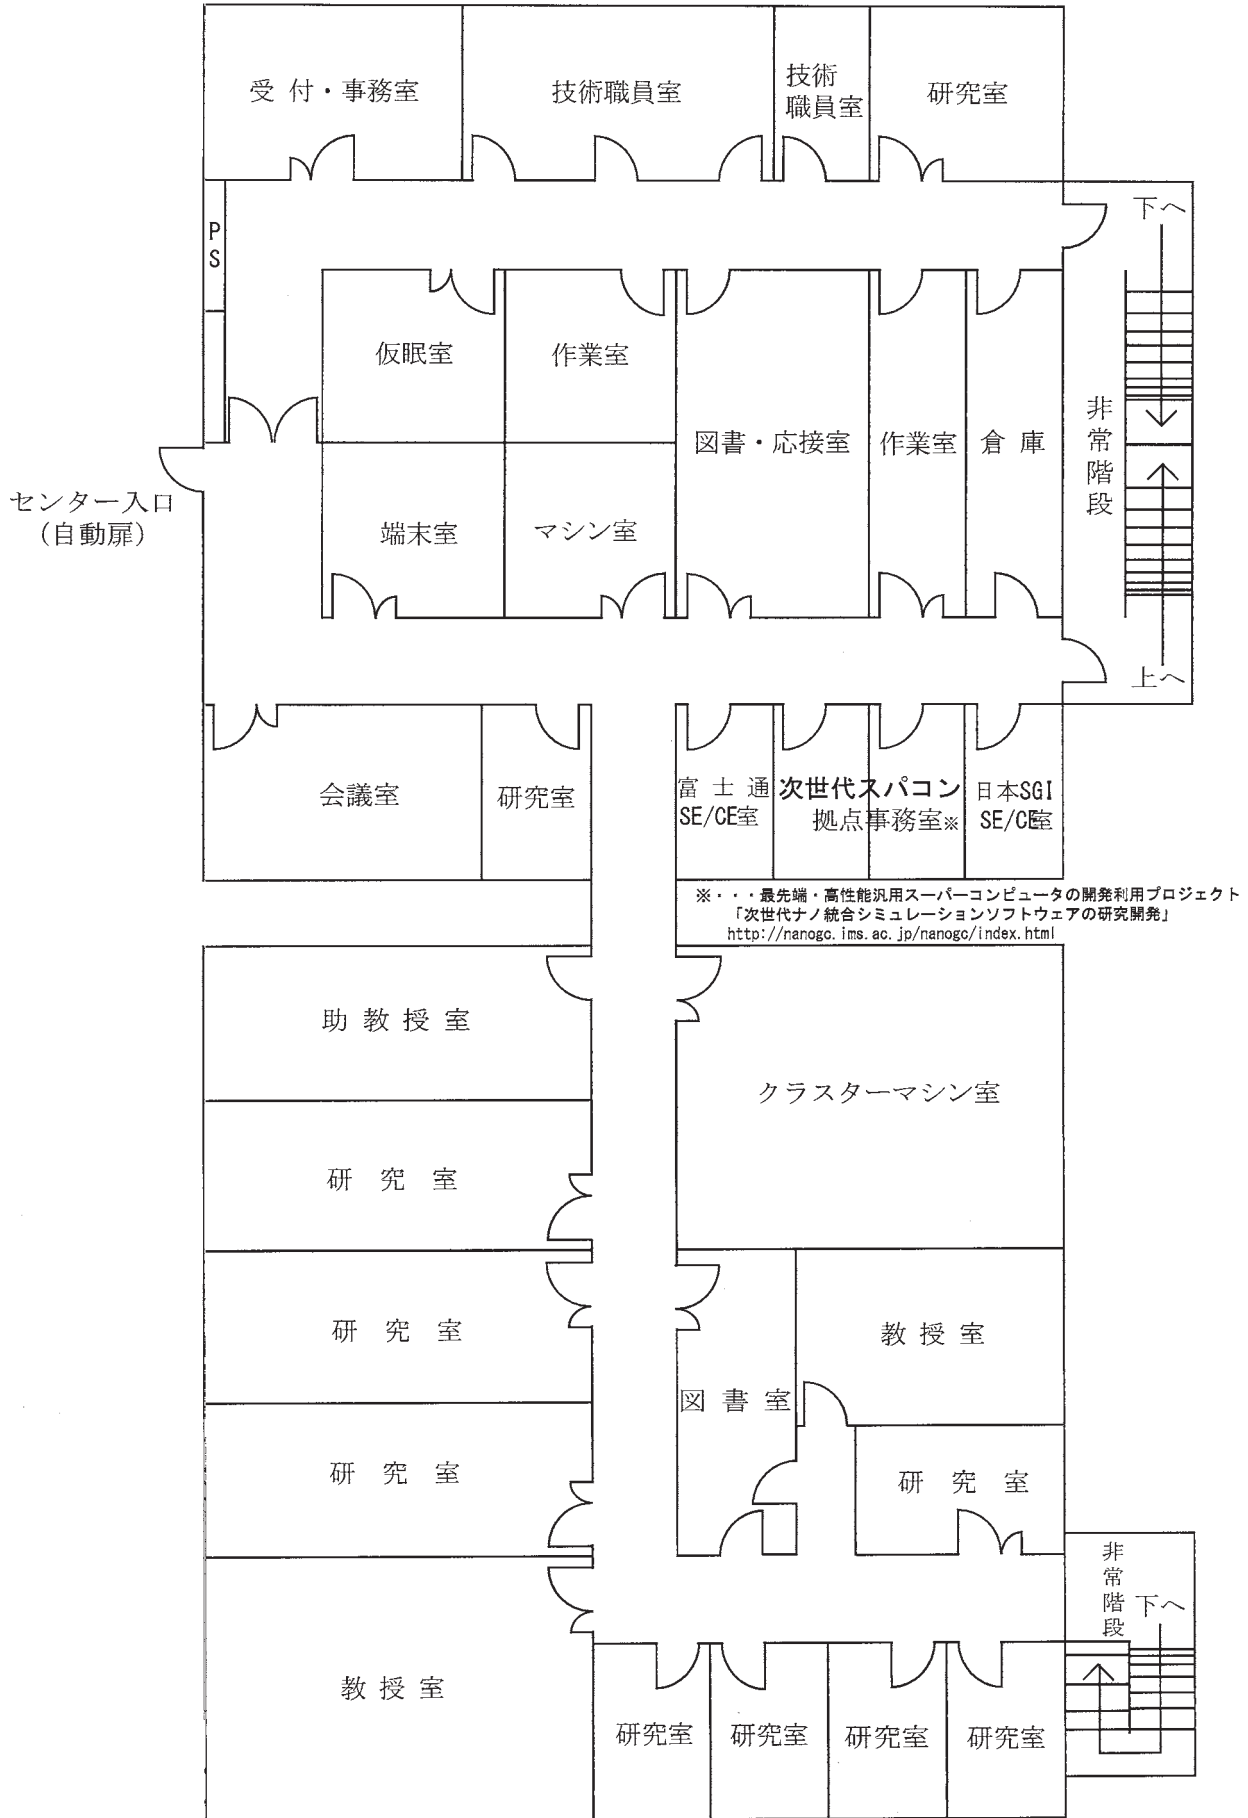 受 付・事務室
技術職員室
技術
職員室
研究室
PS
下へ
仮眠室
作業室
図書・応接室
作業室
倉 庫
非常階段
センター入口
(自動扉)
端末室
マシン室
上へ
会議室
研究室
富 士 通
SE/CE室
次世代スパコン
拠点事務室※
日本SGI
SE/CE室
※・・・最先端・高性能汎用スーパーコンピュータの開発利用プロジェクト
「次世代ナノ統合シミュレーションソフトウェアの研究開発」
http://nanogc.ims.ac.jp/nanogc/index.html
助 教 授 室
クラスターマシン室
研 究 室
研 究 室
教 授 室
図 書 室
研 究 室
研 究 室
非常階段
下へ
教 授 室
研究室
研究室
研究室
研究室